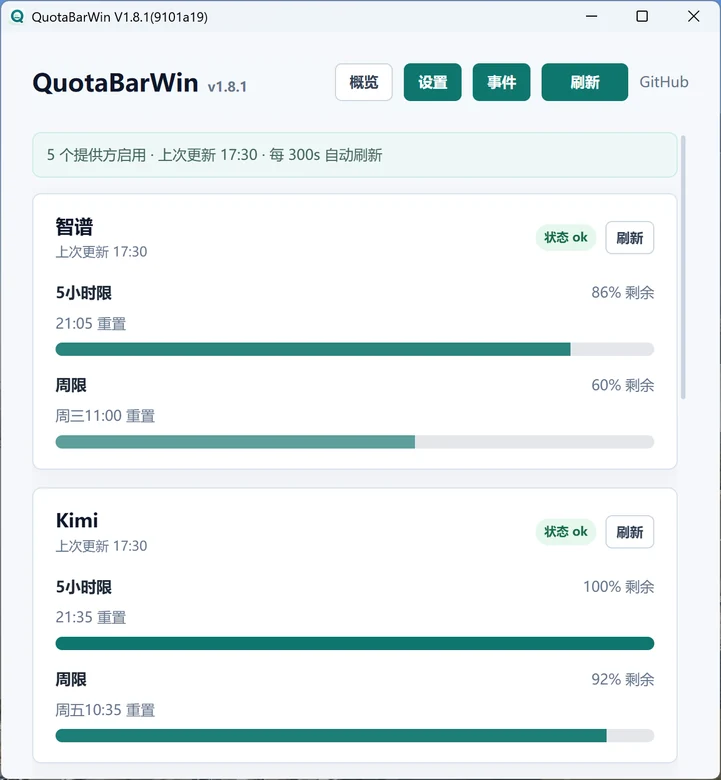 QuotaBarWin V1.8.1(9101a19)
QuotaBarWin v1.8.1 概览 设置 事件 刷新 GitHub
5 个提供方启用 · 上次更新 17:30 · 每 300s 自动刷新
智谱
上次更新 17:30
状态 ok 刷新
5小时限 86% 剩余
21:05 重置
周限 60% 剩余
周三11:00 重置
Kimi
上次更新 17:30
状态 ok 刷新
5小时限 100% 剩余
21:35 重置
周限 92% 剩余
周五10:35 重置